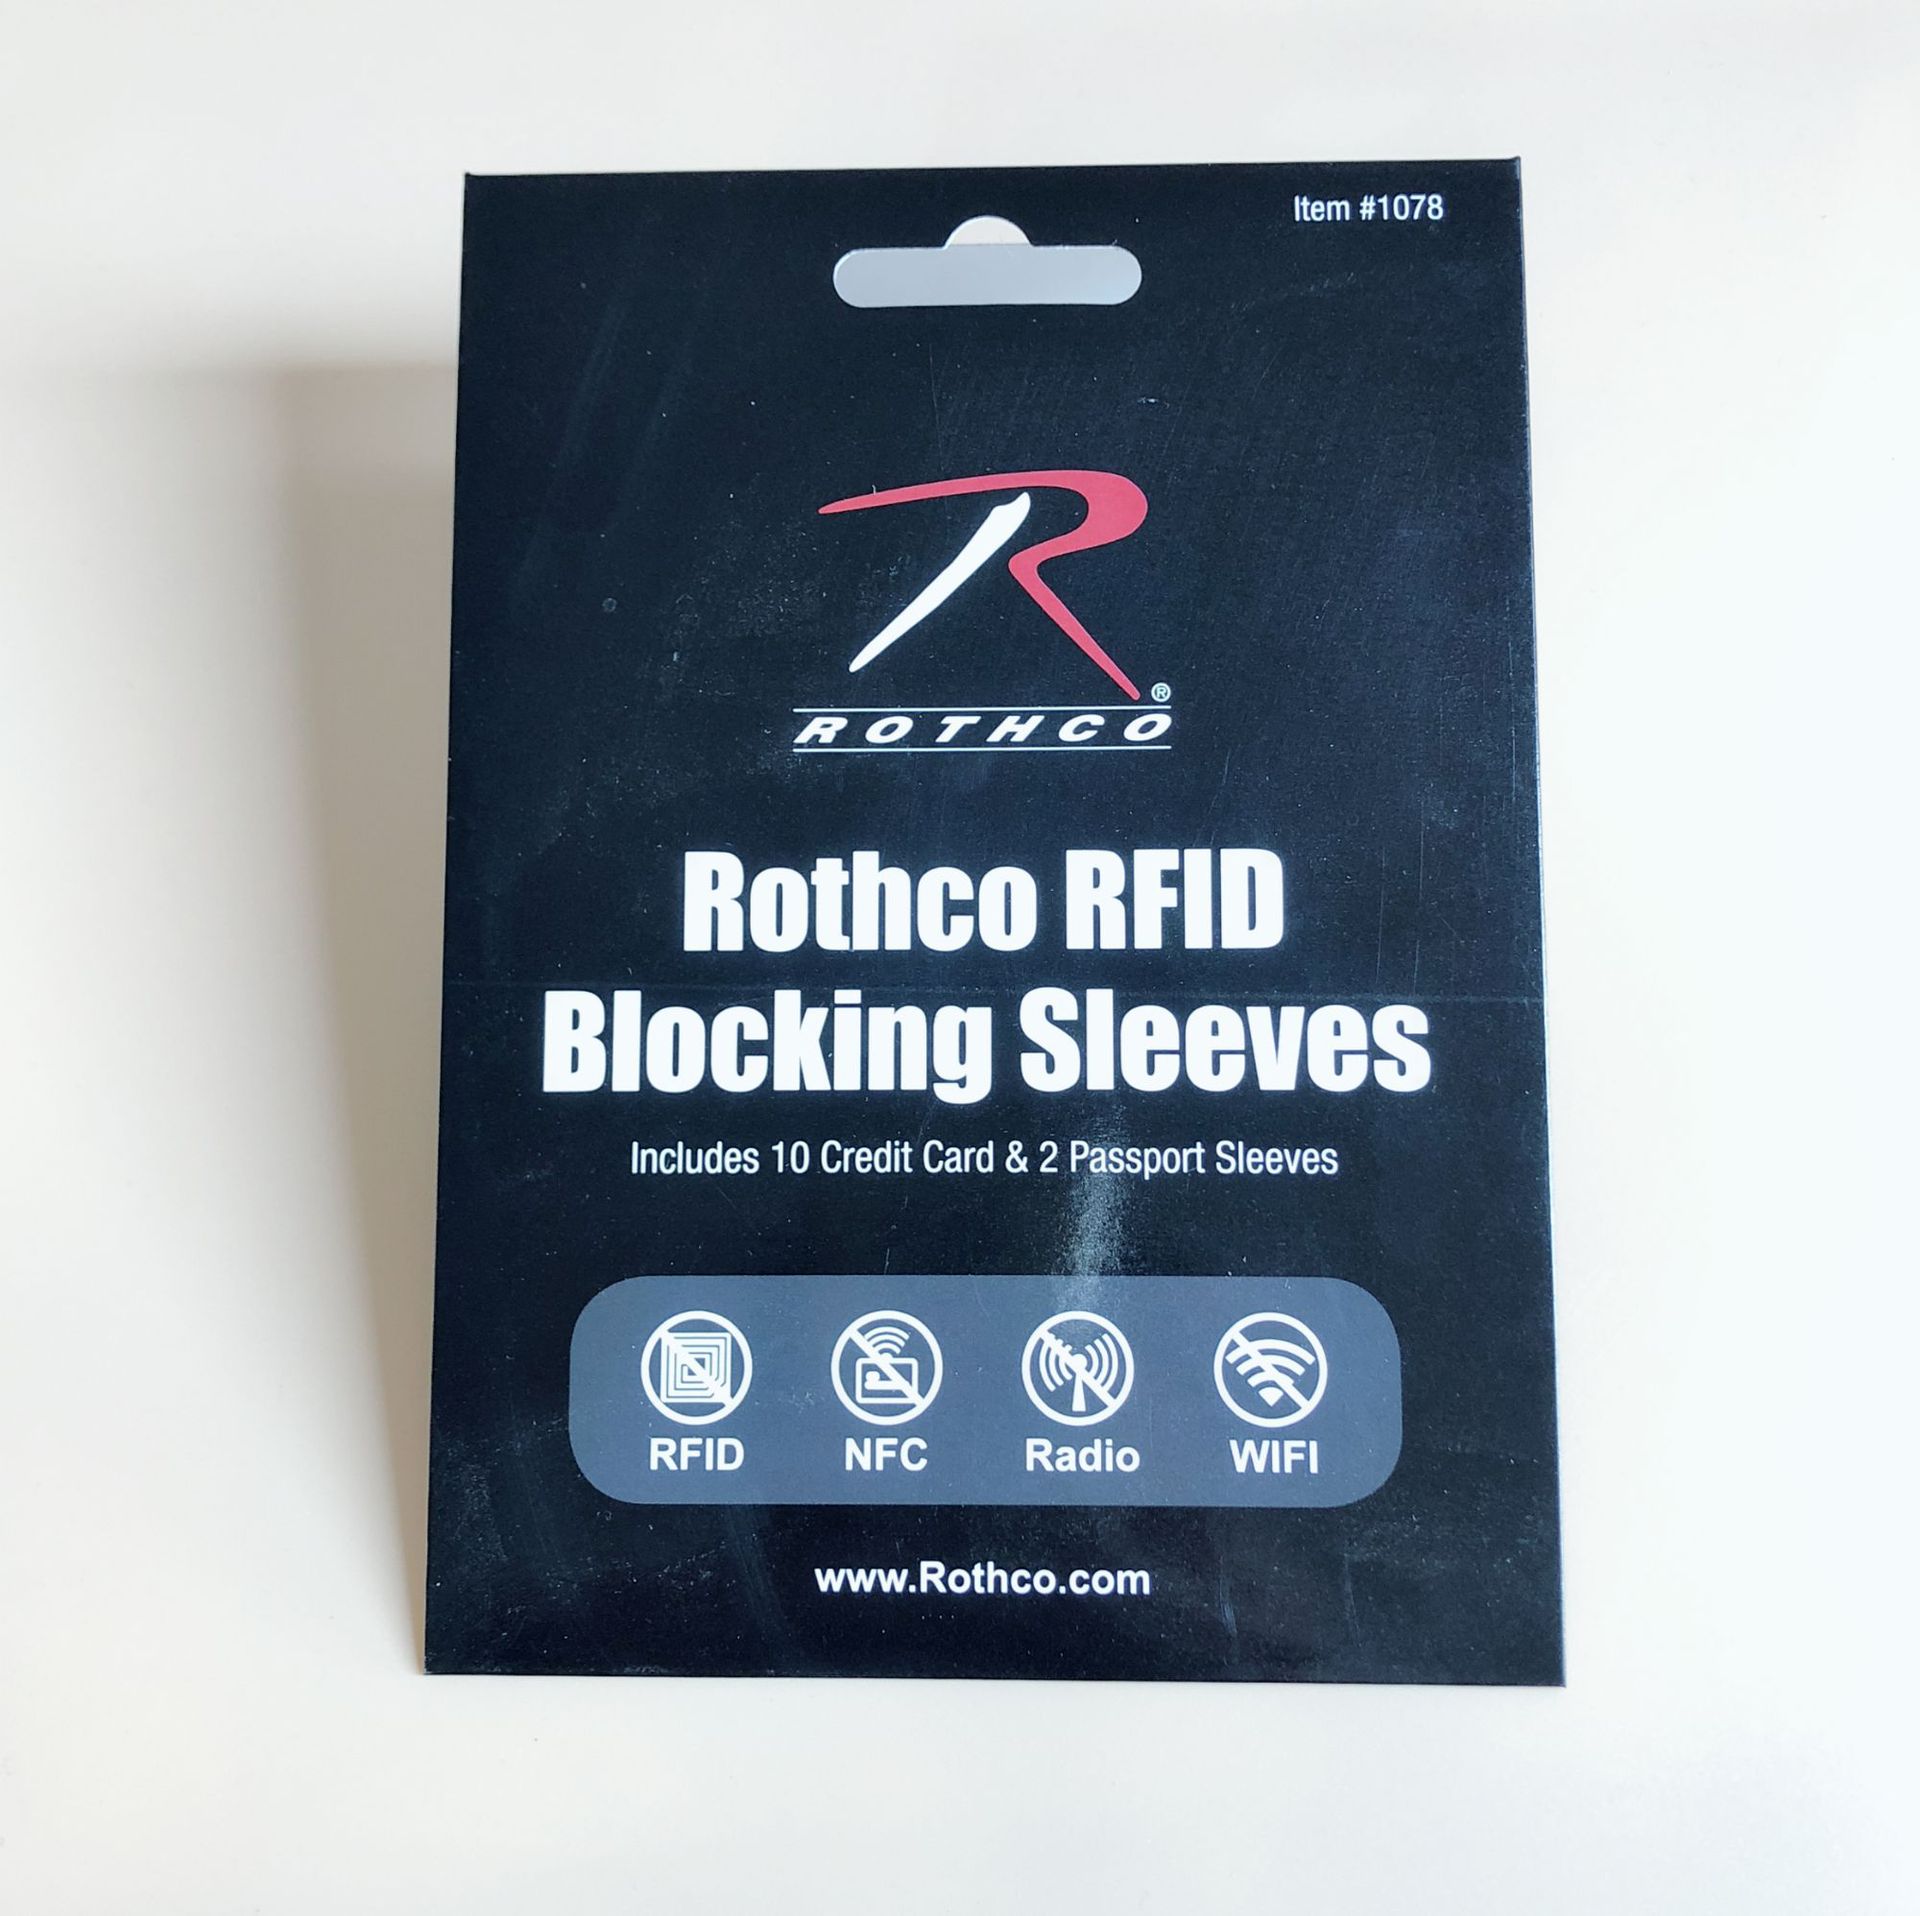 Item #1078
R
®
ROTHCO
Rothco RFID
Blocking Sleeves
Includes 10 Credit Card & 2 Passport Sleeves
RFID NFC Radio WIFI
www.Rothco.com